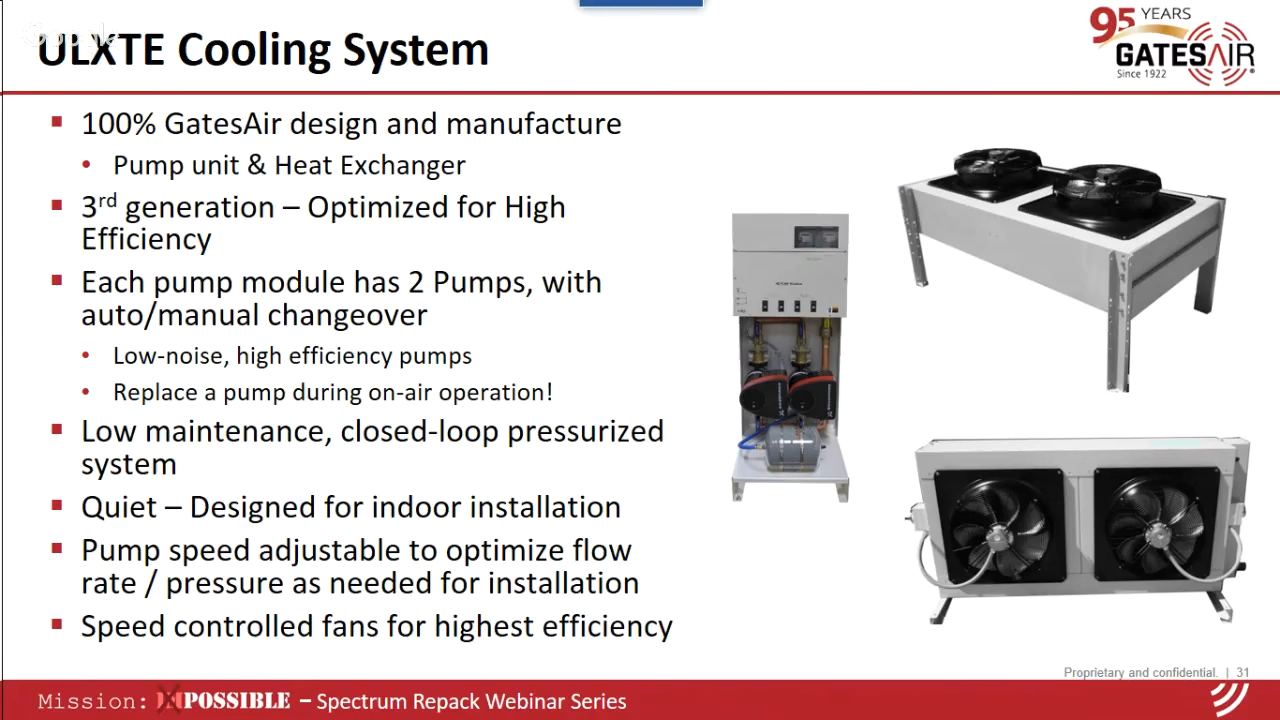 ULXTE Cooling System
95 YEARS
GATESAIR
Since 1922
100% GatesAir design and manufacture
Pump unit & Heat Exchanger
3rd generation – Optimized for High
Efficiency
Each pump module has 2 Pumps, with
auto/manual changeover
Low-noise, high efficiency pumps
Replace a pump during on-air operation!
Low maintenance, closed-loop pressurized
system
Quiet – Designed for indoor installation
Pump speed adjustable to optimize flow
rate / pressure as needed for installation
Speed controlled fans for highest efficiency
Proprietary and confidential. | 31
Mission: IMPOSSIBLE – Spectrum Repack Webinar Series